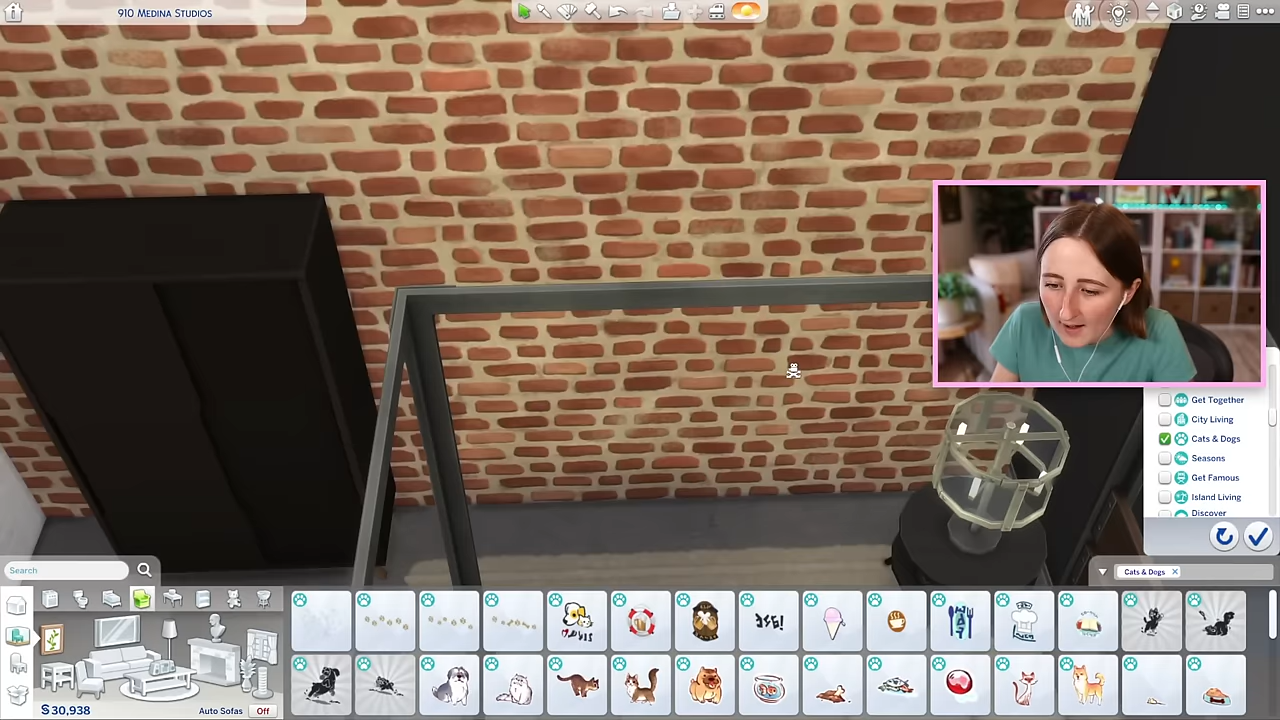 910 MEDINA STUDIOS
Get Together
City Living
Cats & Dogs
Seasons
Get Famous
Island Living
Discover
Search
Cats & Dogs
§30,938
Auto Sofas
Off